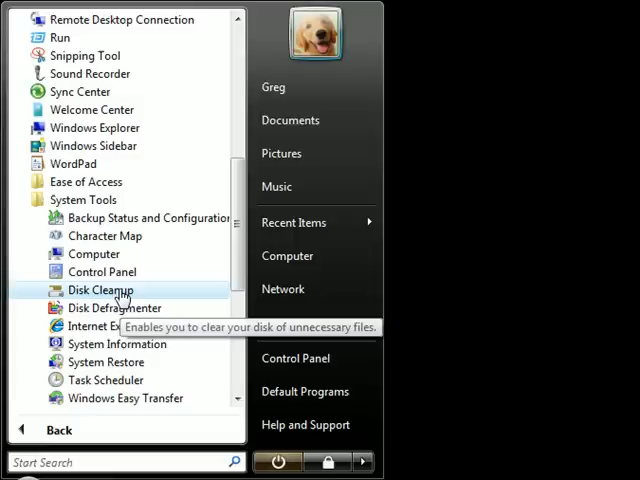 Remote Desktop Connection
Run
Snipping Tool
Sound Recorder
Sync Center
Welcome Center
Windows Explorer
Windows Sidebar
WordPad
Ease of Access
System Tools
Backup Status and Configuration
Character Map
Computer
Control Panel
Disk Cleanup
Disk Defragmenter
Internet Ex
Enables you to clear your disk of unnecessary files.
System Information
System Restore
Task Scheduler
Windows Easy Transfer
Back
Start Search
Greg
Documents
Pictures
Music
Recent Items
Computer
Network
Control Panel
Default Programs
Help and Support